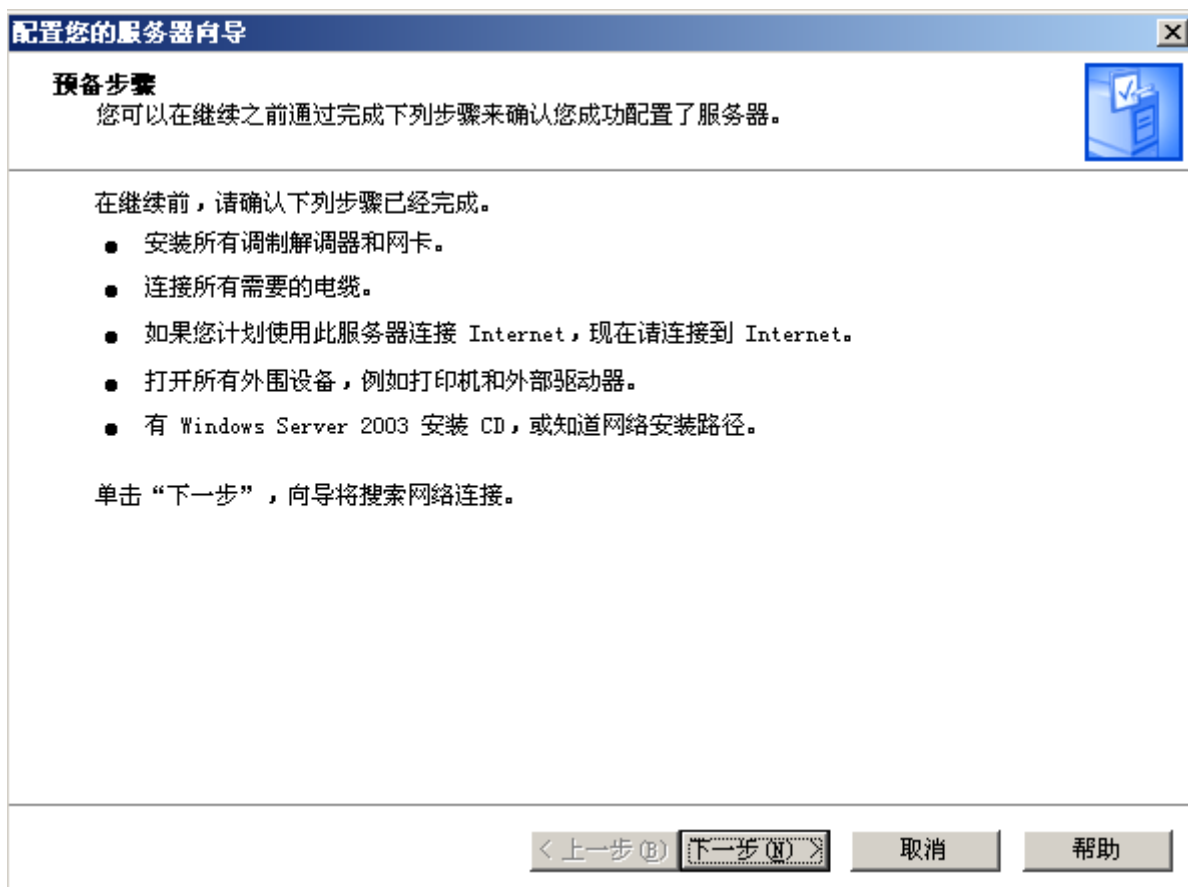 配置您的服务器向导
预备步骤
您可以在继续之前通过完成下列步骤来确认您成功配置了服务器。
在继续前，请确认下列步骤已经完成。
● 安装所有调制解调器和网卡。
● 连接所有需要的电缆。
● 如果您计划使用此服务器连接 Internet，现在请连接到 Internet。
● 打开所有外围设备，例如打印机和外部驱动器。
● 有 Windows Server 2003 安装 CD，或知道网络安装路径。
单击“下一步”，向导将搜索网络连接。
< 上一步(B) 下一步(N) > 取消 帮助